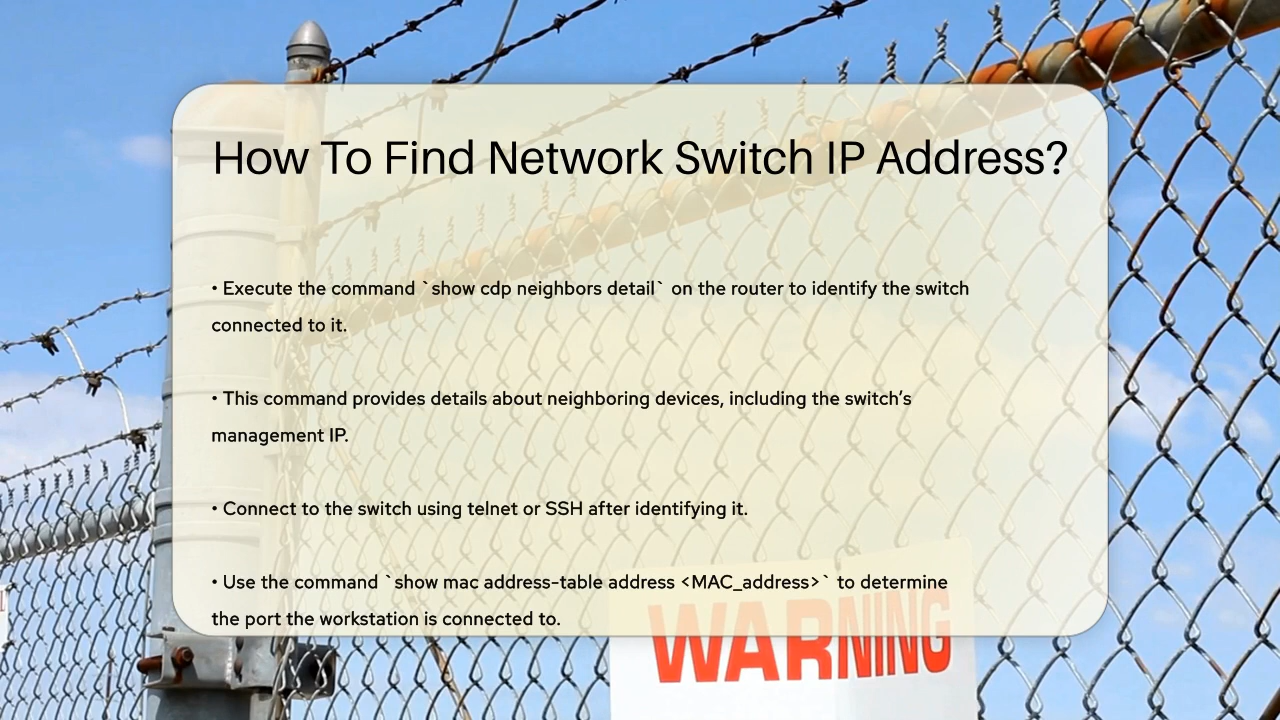 How To Find Network Switch IP Address?
• Execute the command `show cdp neighbors detail` on the router to identify the switch
connected to it.
• This command provides details about neighboring devices, including the switch’s
management IP.
• Connect to the switch using telnet or SSH after identifying it.
• Use the command `show mac address-table address <MAC_address>` to determine
the port the workstation is connected to.
WARNING